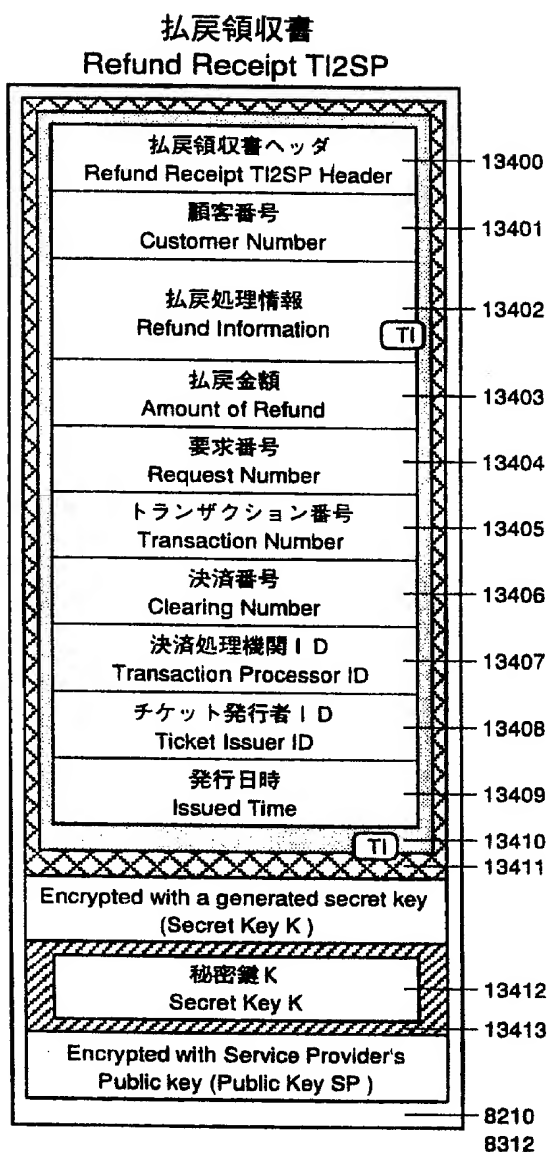 払戻領収書
Refund Receipt TI2SP
払戻領収書ヘッダ
Refund Receipt TI2SP Header
13400
顧客番号
Customer Number
13401
払戻処理情報
Refund Information
13402
TI
払戻金額
Amount of Refund
13403
要求番号
Request Number
13404
トランザクション番号
Transaction Number
13405
決済番号
Clearing Number
13406
決済処理機関ID
Transaction Processor ID
13407
チケット発行者ID
Ticket Issuer ID
13408
発行日時
Issued Time
13409
TI
13410
13411
Encrypted with a generated secret key
(Secret Key K )
秘密鍵K
Secret Key K
13412
13413
Encrypted with Service Provider's
Public key (Public Key SP )
8210
8312